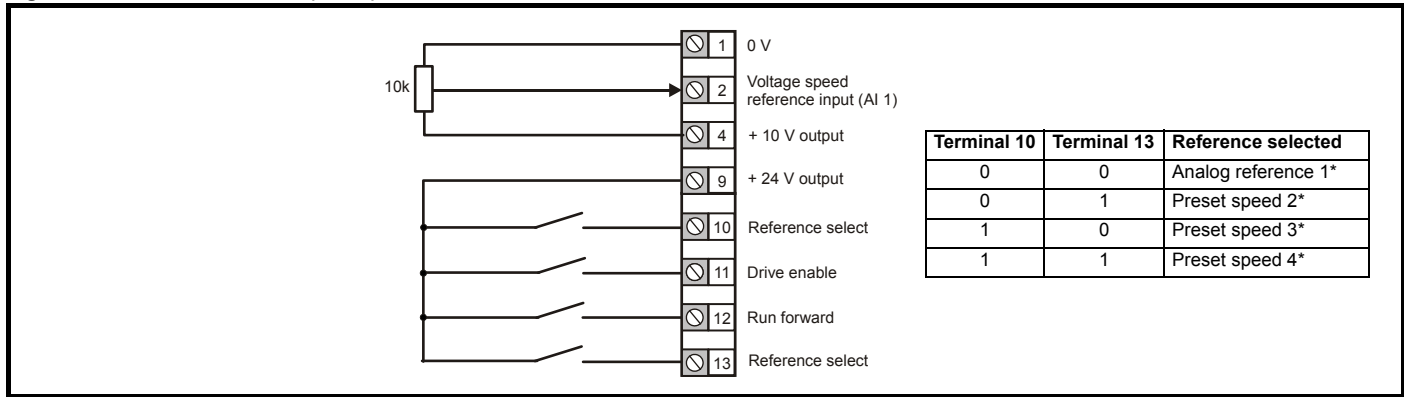 10k
1 0 V
2 Voltage speed
reference input (AI 1)
4 + 10 V output
9 + 24 V output
10 Reference select
11 Drive enable
12 Run forward
13 Reference select
Terminal 10 Terminal 13 Reference selected
0 0 Analog reference 1*
0 1 Preset speed 2*
1 0 Preset speed 3*
1 1 Preset speed 4*